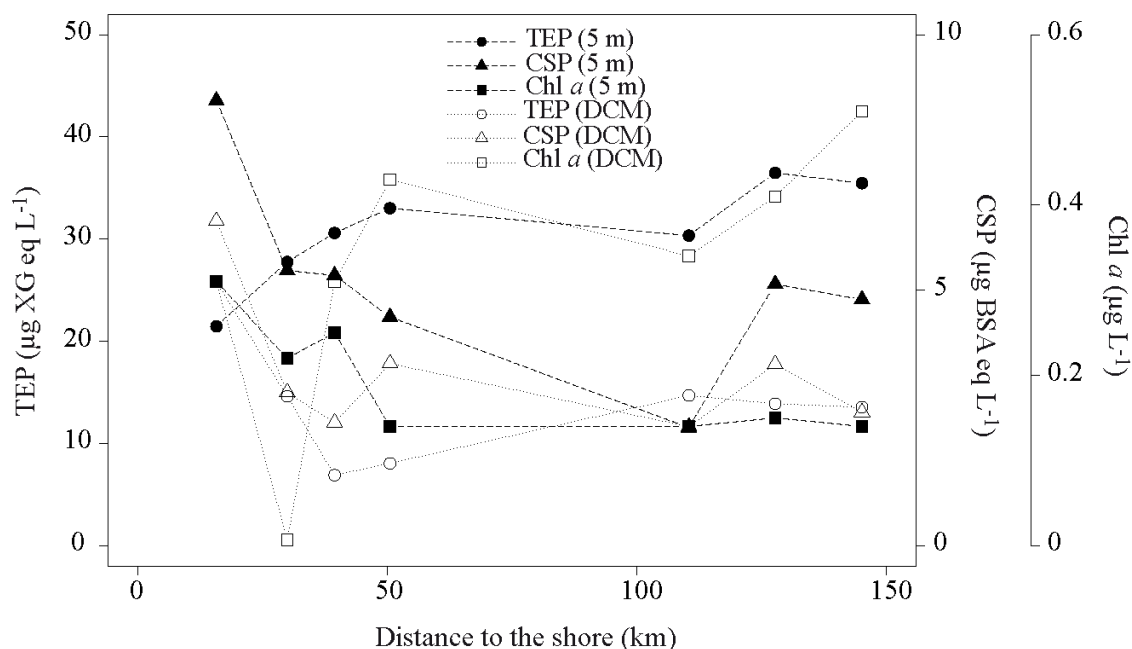 50
40
30
20
10
0
TEP (µg XG eq L-1)
TEP (5 m)
CSP (5 m)
Chl a (5 m)
TEP (DCM)
CSP (DCM)
Chl a (DCM)
10
5
0
CSP (µg BSA eq L-1)
0.6
0.4
0.2
0
Chl a (µg L-1)
0 50 100 150
Distance to the shore (km)